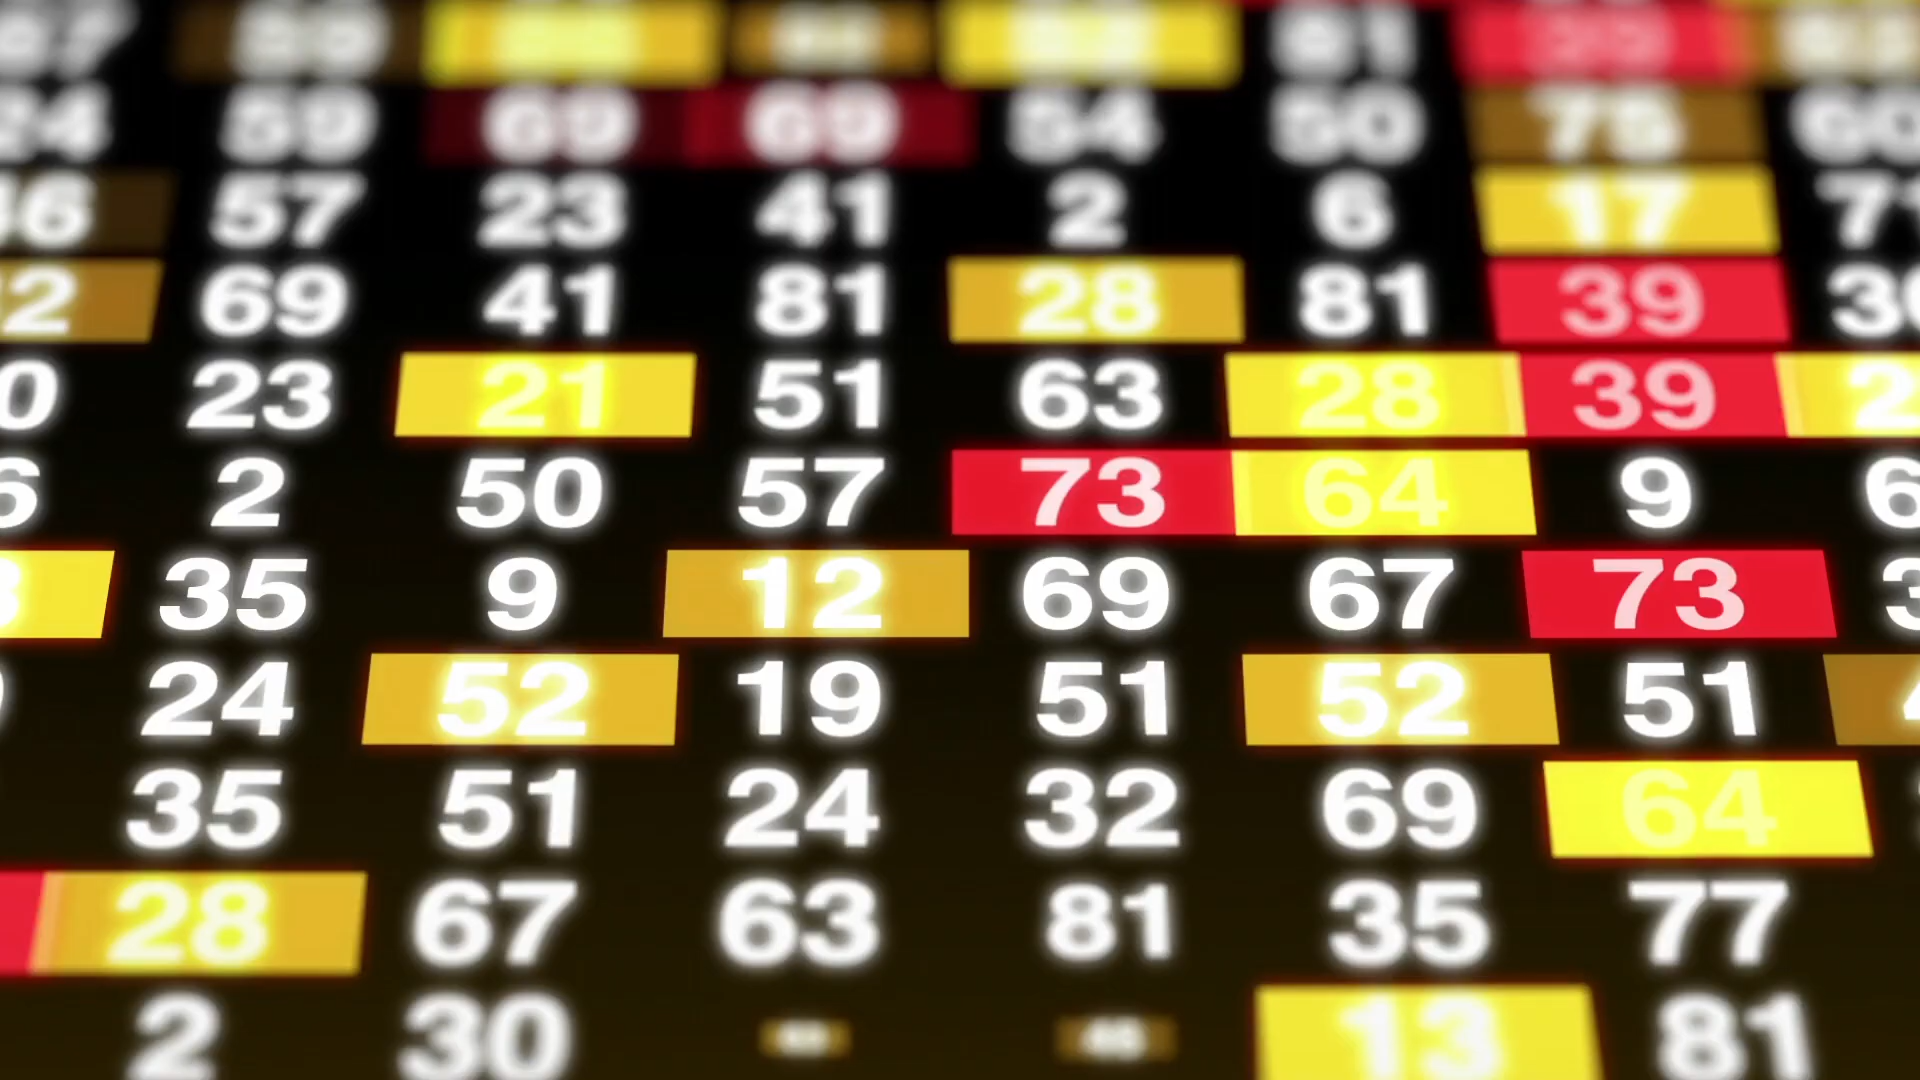 59 69 69 54 50 75
57 23 41 2 6 17
69 41 81 28 81 39
23 21 51 63 28 39
2 50 57 73 64 9
35 9 12 69 67 73
24 52 19 51 52 51
35 51 24 32 69 64
28 67 63 81 35 77
2 30 13 81